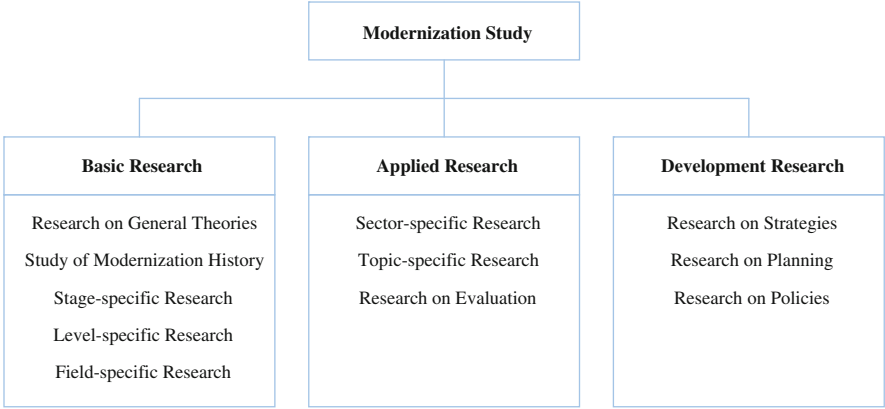 Modernization Study
Basic Research
Research on General Theories
Study of Modernization History
Stage-specific Research
Level-specific Research
Field-specific Research
Applied Research
Sector-specific Research
Topic-specific Research
Research on Evaluation
Development Research
Research on Strategies
Research on Planning
Research on Policies